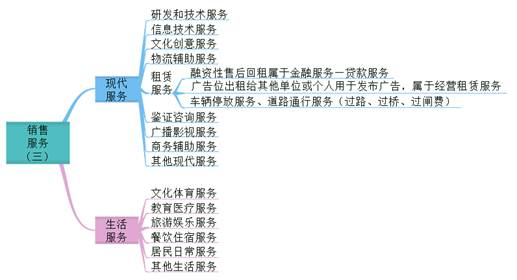 销售
服务
（三）
现代
服务
研发和技术服务
信息技术服务
文化创意服务
物流辅助服务
租赁
服务
融资性售后回租属于金融服务—贷款服务
广告位出租给其他单位或个人用于发布广告，属于经营租赁服务
车辆停放服务、道路通行服务（过路、过桥、过闸费）
鉴证咨询服务
广播影视服务
商务辅助服务
其他现代服务
生活
服务
文化体育服务
教育医疗服务
旅游娱乐服务
餐饮住宿服务
居民日常服务
其他生活服务